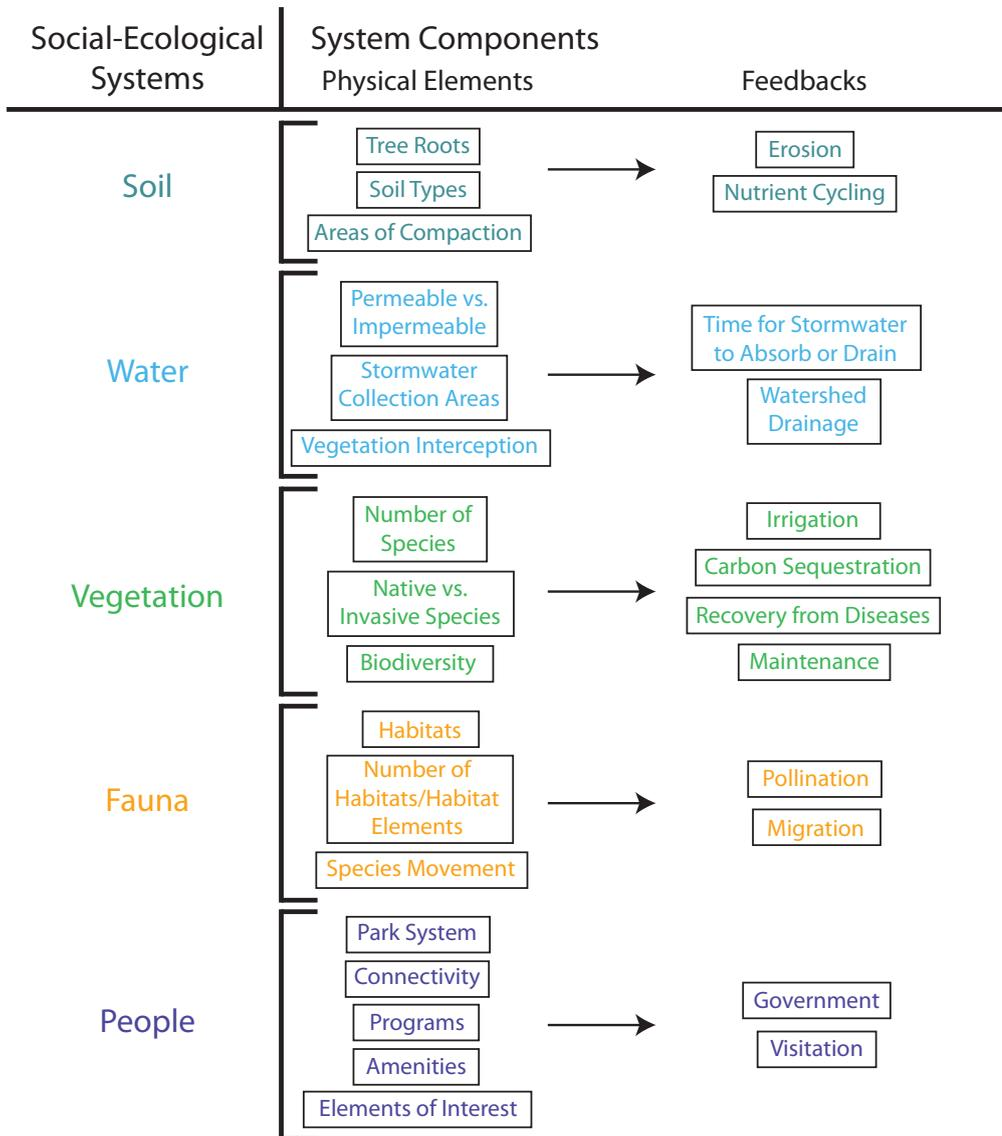 Social-Ecological
Systems
System Components
Physical Elements
Feedbacks
Soil
Tree Roots
Soil Types
Areas of Compaction
Erosion
Nutrient Cycling
Water
Permeable vs.
Impermeable
Stormwater
Collection Areas
Vegetation Interception
Time for Stormwater
to Absorb or Drain
Watershed
Drainage
Vegetation
Number of
Species
Native vs.
Invasive Species
Biodiversity
Irrigation
Carbon Sequestration
Recovery from Diseases
Maintenance
Fauna
Habitats
Number of
Habitats/Habitat
Elements
Species Movement
Pollination
Migration
People
Park System
Connectivity
Programs
Amenities
Elements of Interest
Government
Visitation